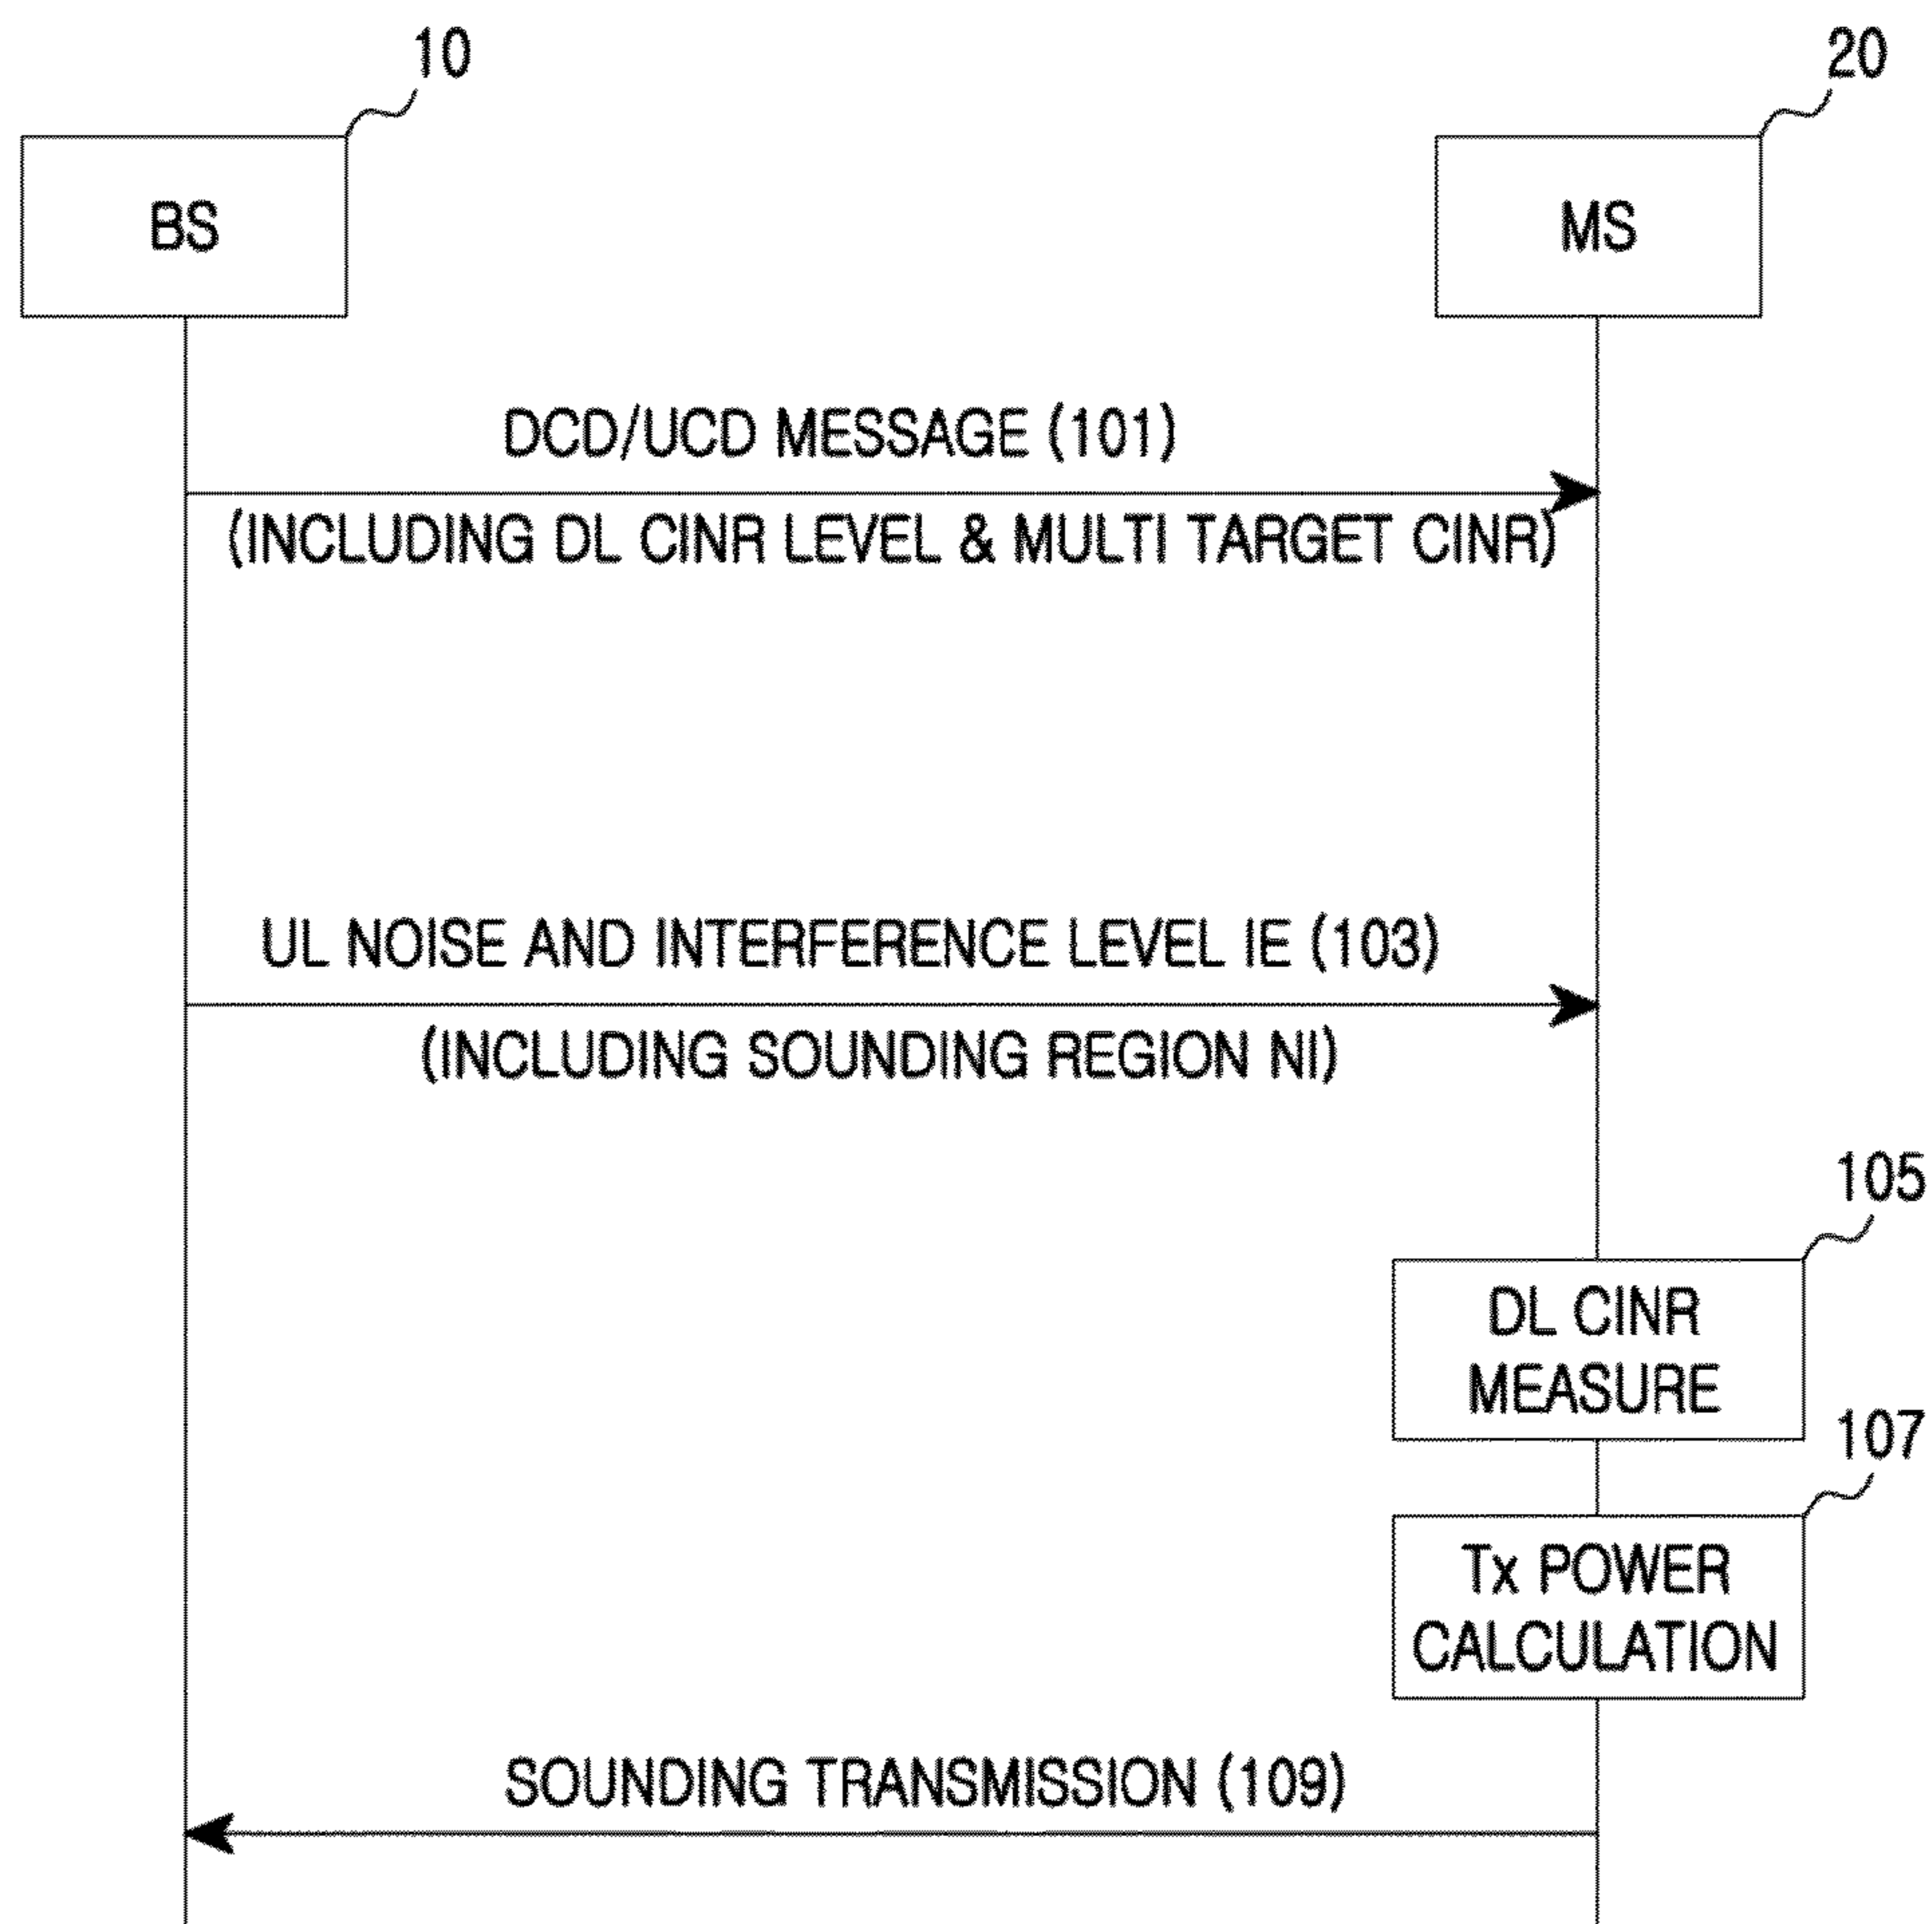 10
20
BS
MS
DCD/UCD MESSAGE (101)
(INCLUDING DL CINR LEVEL & MULTI TARGET CINR)
UL NOISE AND INTERFERENCE LEVEL IE (103)
(INCLUDING SOUNDING REGION NI)
105
DL CINR
MEASURE
107
Tx POWER
CALCULATION
SOUNDING TRANSMISSION (109)